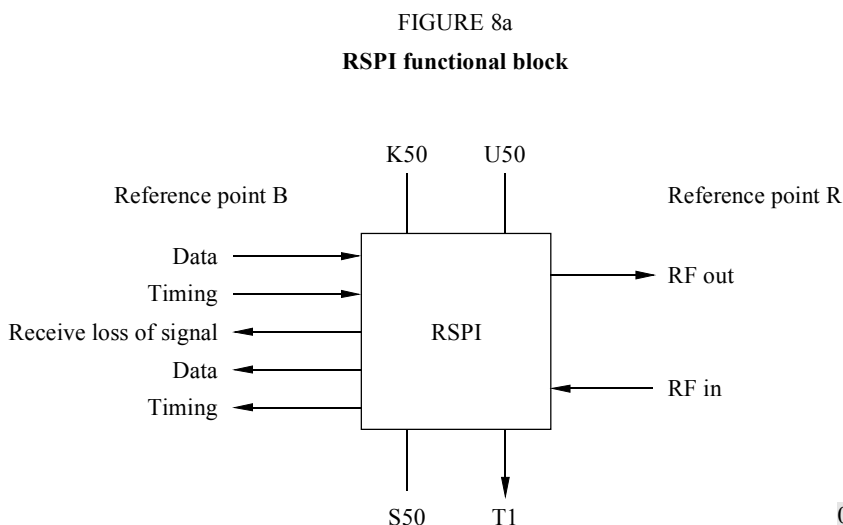 FIGURE 8a
RSPI functional block
K50 U50
Reference point B Reference point R
Data
RF out
Timing
Receive loss of signal RSPI
Data
RF in
Timing
S50 T1